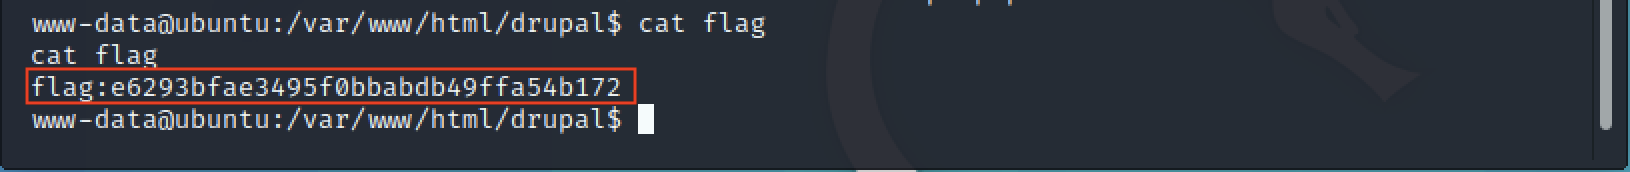 www-data@ubuntu:/var/www/html/drupal$ cat flag
cat flag
flag:e6293bfae3495f0bbabdb49ffa54b172
www-data@ubuntu:/var/www/html/drupal$